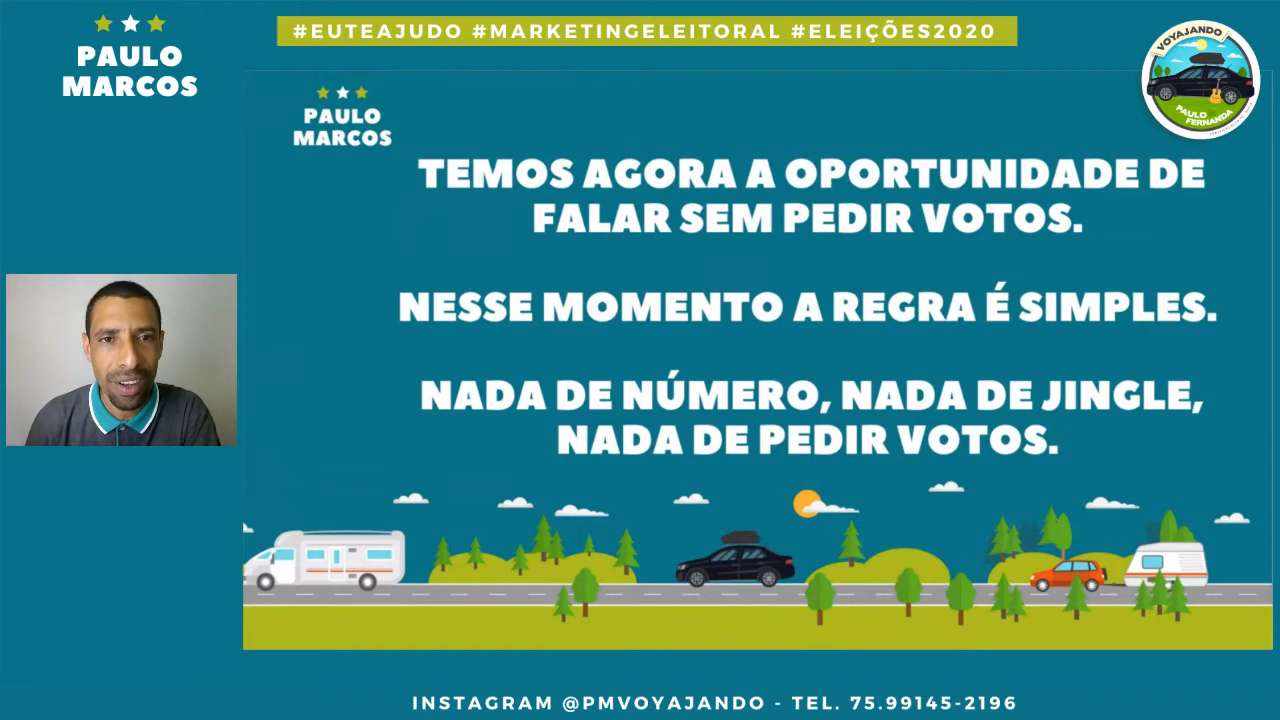 PAULO
MARCOS
#EUTEAJUDO #MARKETINGELEITORAL #ELEIÇÕES2020
VOYAJANDO
PAULO
FERNANDA
PAULO
MARCOS
TEMOS AGORA A OPORTUNIDADE DE
FALAR SEM PEDIR VOTOS.
NESSE MOMENTO A REGRA É SIMPLES.
NADA DE NÚMERO, NADA DE JINGLE,
NADA DE PEDIR VOTOS.
INSTAGRAM @PMVOYAJANDO - TEL. 75.99145-2196